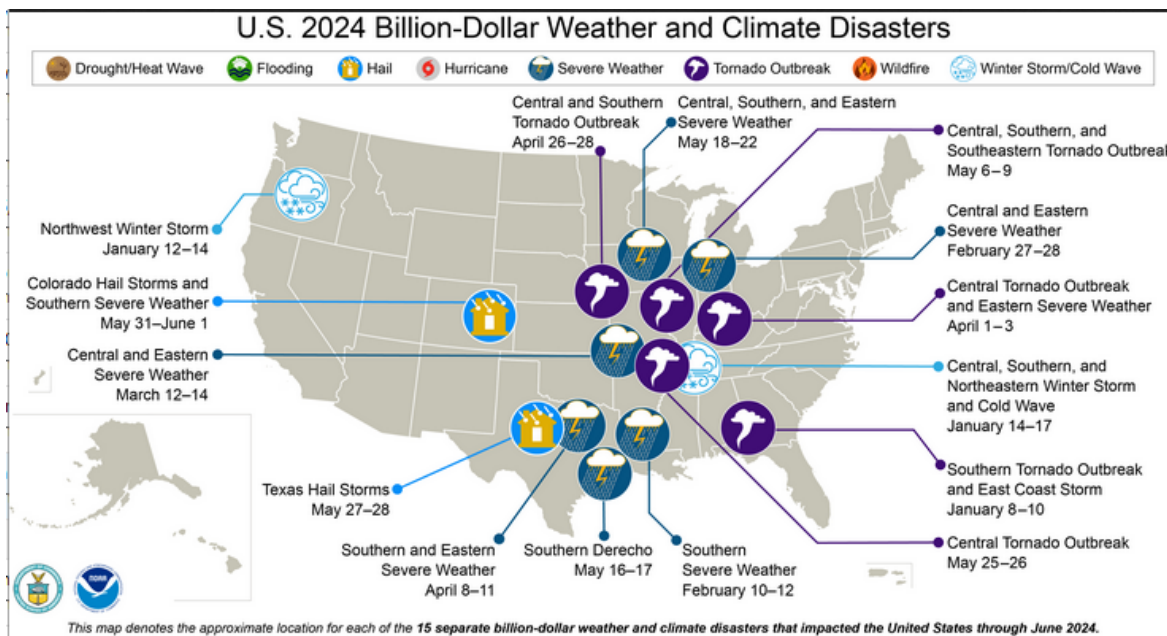 U.S. 2024 Billion-Dollar Weather and Climate Disasters
Drought/Heat Wave Flooding Hail Hurricane Severe Weather Tornado Outbreak Wildfire Winter Storm/Cold Wave
Central and Southern
Tornado Outbreak
April 26–28
Central, Southern, and Eastern
Severe Weather
May 18–22
Central, Southern, and
Southeastern Tornado Outbreak
May 6–9
Northwest Winter Storm
January 12–14
Central and Eastern
Severe Weather
February 27–28
Colorado Hail Storms and
Southern Severe Weather
May 31–June 1
Central Tornado Outbreak
and Eastern Severe Weather
April 1–3
Central and Eastern
Severe Weather
March 12–14
Central, Southern, and
Northeastern Winter Storm
and Cold Wave
January 14–17
Texas Hail Storms
May 27–28
Southern Tornado Outbreak
and East Coast Storm
January 8–10
Southern and Eastern
Severe Weather
April 8–11
Southern Derecho
May 16–17
Southern
Severe Weather
February 10–12
Central Tornado Outbreak
May 25–26
NOAA
This map denotes the approximate location for each of the 15 separate billion-dollar weather and climate disasters that impacted the United States through June 2024.